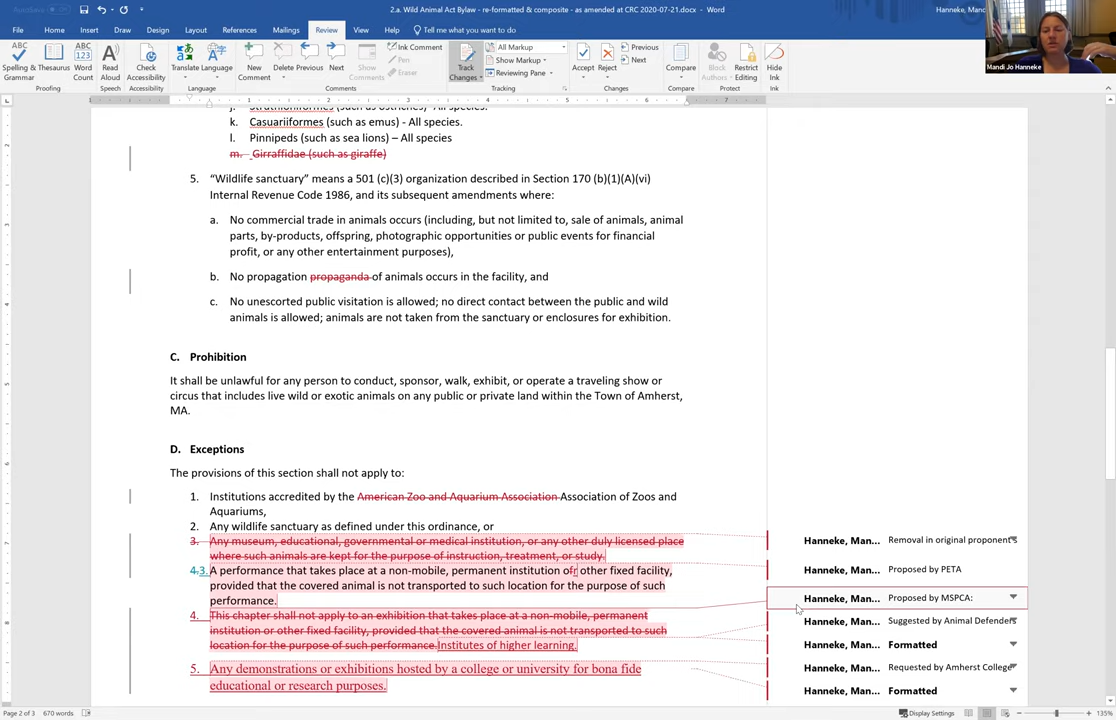 AutoSave
2.a. Wild Animal Act Bylaw - re-formatted & composite - as amended at CRC 2020-07-21.docx - Word
Hanneke, Manc
File Home Insert Draw Design Layout References Mailings Review View Help Tell me what you want to do
Spelling & Grammar Thesaurus Word Count Read Aloud Check Accessibility Translate Language New Comment Delete Previous Next Show Comments Ink Comment Pen Eraser Track Changes All Markup Show Markup Reviewing Pane Accept Reject Previous Next Compare Block Authors Restrict Editing Hide Ink
Proofing Speech Accessibility Language Comments Tracking Changes Compare Protect Ink
Mandi Jo Hanneke
j. Struthioniformes (such as ostriches) - All species.
k. Casuariiformes (such as emus) - All species.
l. Pinnipeds (such as sea lions) – All species
m. Girraffidae (such as giraffe)
5. “Wildlife sanctuary” means a 501 (c)(3) organization described in Section 170 (b)(1)(A)(vi)
Internal Revenue Code 1986, and its subsequent amendments where:
a. No commercial trade in animals occurs (including, but not limited to, sale of animals, animal
parts, by-products, offspring, photographic opportunities or public events for financial
profit, or any other entertainment purposes),
b. No propagation propaganda of animals occurs in the facility, and
c. No unescorted public visitation is allowed; no direct contact between the public and wild
animals is allowed; animals are not taken from the sanctuary or enclosures for exhibition.
C. Prohibition
It shall be unlawful for any person to conduct, sponsor, walk, exhibit, or operate a traveling show or
circus that includes live wild or exotic animals on any public or private land within the Town of Amherst,
MA.
D. Exceptions
The provisions of this section shall not apply to:
1. Institutions accredited by the American Zoo and Aquarium Association Association of Zoos and
Aquariums,
2. Any wildlife sanctuary as defined under this ordinance, or
3. Any museum, educational, governmental or medical institution, or any other duly licensed place
where such animals are kept for the purpose of instruction, treatment, or study.
4.3. A performance that takes place at a non-mobile, permanent institution ofr other fixed facility,
provided that the covered animal is not transported to such location for the purpose of such
performance.
4. This chapter shall not apply to an exhibition that takes place at a non-mobile, permanent
institution or other fixed facility, provided that the covered animal is not transported to such
location for the purpose of such performance. Institutes of higher learning.
5. Any demonstrations or exhibitions hosted by a college or university for bona fide
educational or research purposes.
Hanneke, Man... Removal in original proponent's
Hanneke, Man... Proposed by PETA
Hanneke, Man... Proposed by MSPCA:
Hanneke, Man... Suggested by Animal Defenders
Hanneke, Man... Formatted
Hanneke, Man... Requested by Amherst College
Hanneke, Man... Formatted
Page 2 of 3 670 words Display Settings 135%